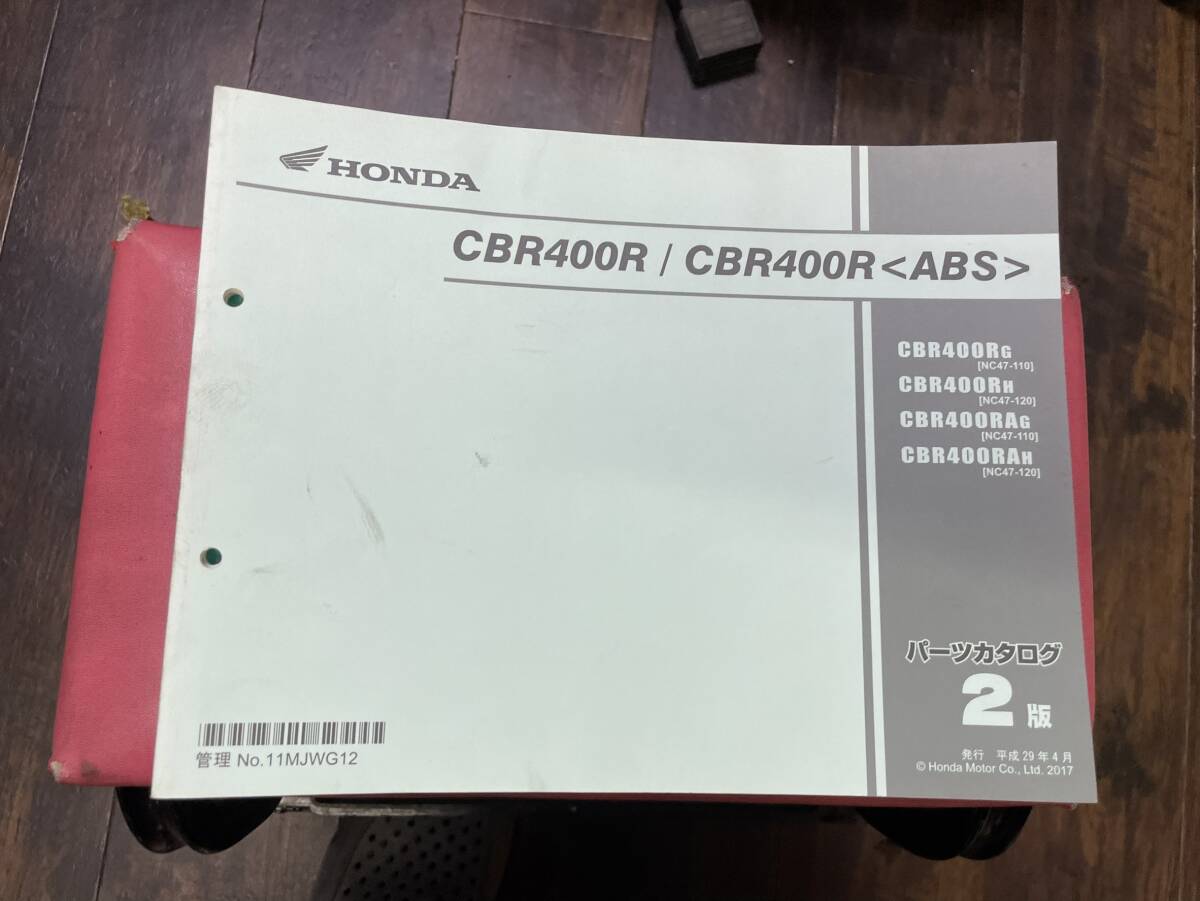 HONDA
CBR400R / CBR400R<ABS>
CBR400RG
[NC47-110]
CBR400RH
[NC47-120]
CBR400RAG
[NC47-110]
CBR400RAH
[NC47-120]
パーツカタログ
2版
発行 平成29年4月
© Honda Motor Co., Ltd. 2017
管理 No.11MJWG12